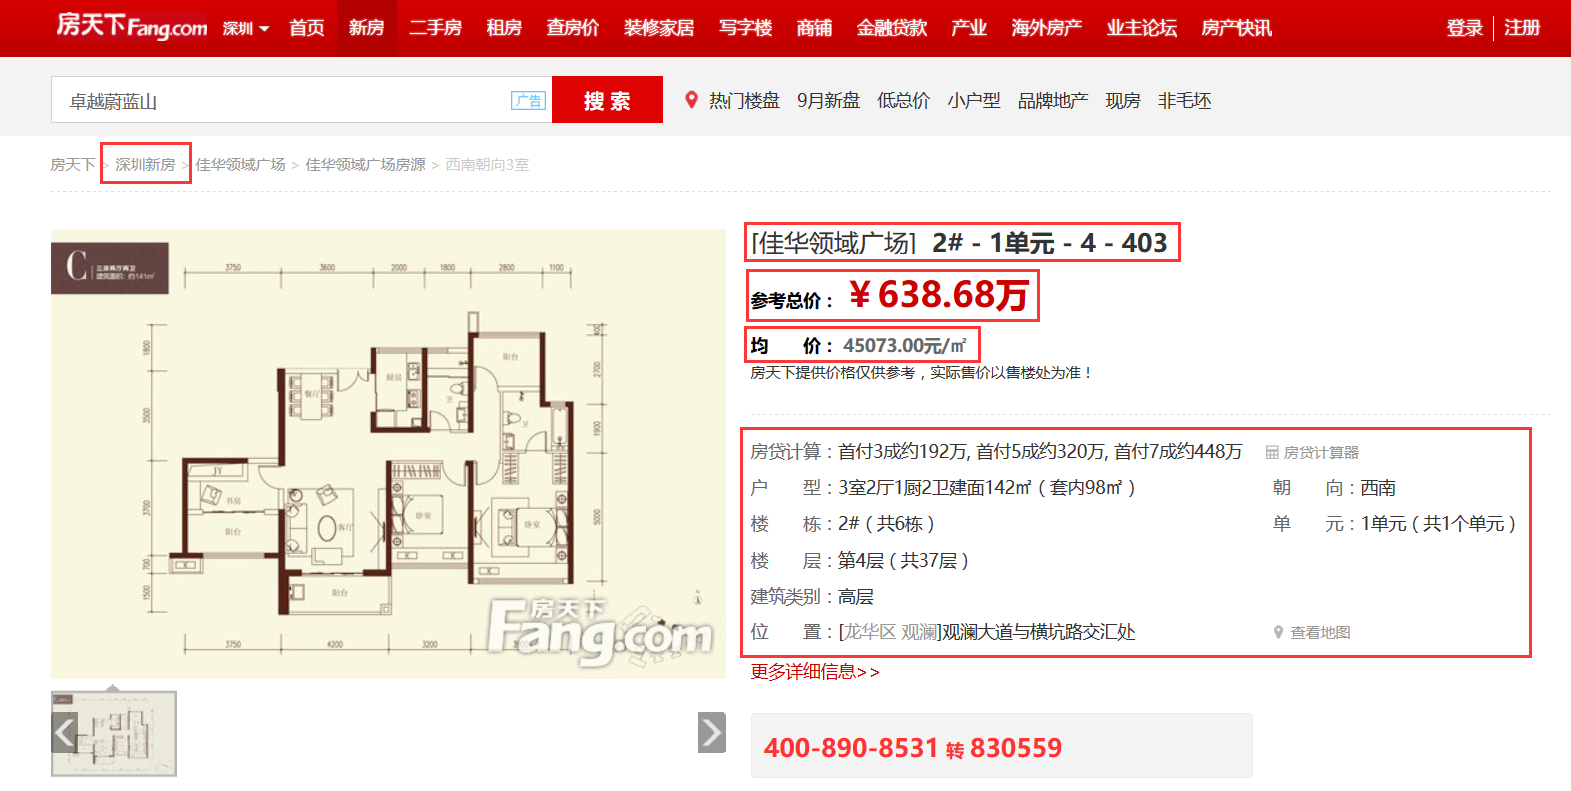 房天下Fang.com 深圳 首页 新房 二手房 租房 查房价 装修家居 写字楼 商铺 金融贷款 产业 海外房产 业主论坛 房产快讯 登录 注册
卓越蔚蓝山 广告 搜索 热门楼盘 9月新盘 低总价 小户型 品牌地产 现房 非毛坯
房天下 > 深圳新房 > 佳华领域广场 > 佳华领域广场房源 > 西南朝向3室
C 三房两厅两卫
建筑面积：约141㎡
3750 3600 2000 1800 2800 1100
1800 3500 3700 700 1500
400 2700 1900 5000
阳台
厨房
餐厅
卫
卫
JY
书房
阳台
客厅
卧室
卧室
阳台
3750 4200 3200
房天下
Fang.com
[佳华领域广场] 2# - 1单元 - 4 - 403
参考总价： ¥638.68万
均 价： 45073.00元/㎡
房天下提供价格仅供参考，实际售价以售楼处为准！
房贷计算：首付3成约192万, 首付5成约320万, 首付7成约448万 房贷计算器
户 型：3室2厅1厨2卫建面142㎡（套内98㎡） 朝 向：西南
楼 栋：2#（共6栋） 单 元：1单元（共1个单元）
楼 层：第4层（共37层）
建筑类别：高层
位 置：[龙华区 观澜]观澜大道与横坑路交汇处 查看地图
更多详细信息>>
400-890-8531 转 830559